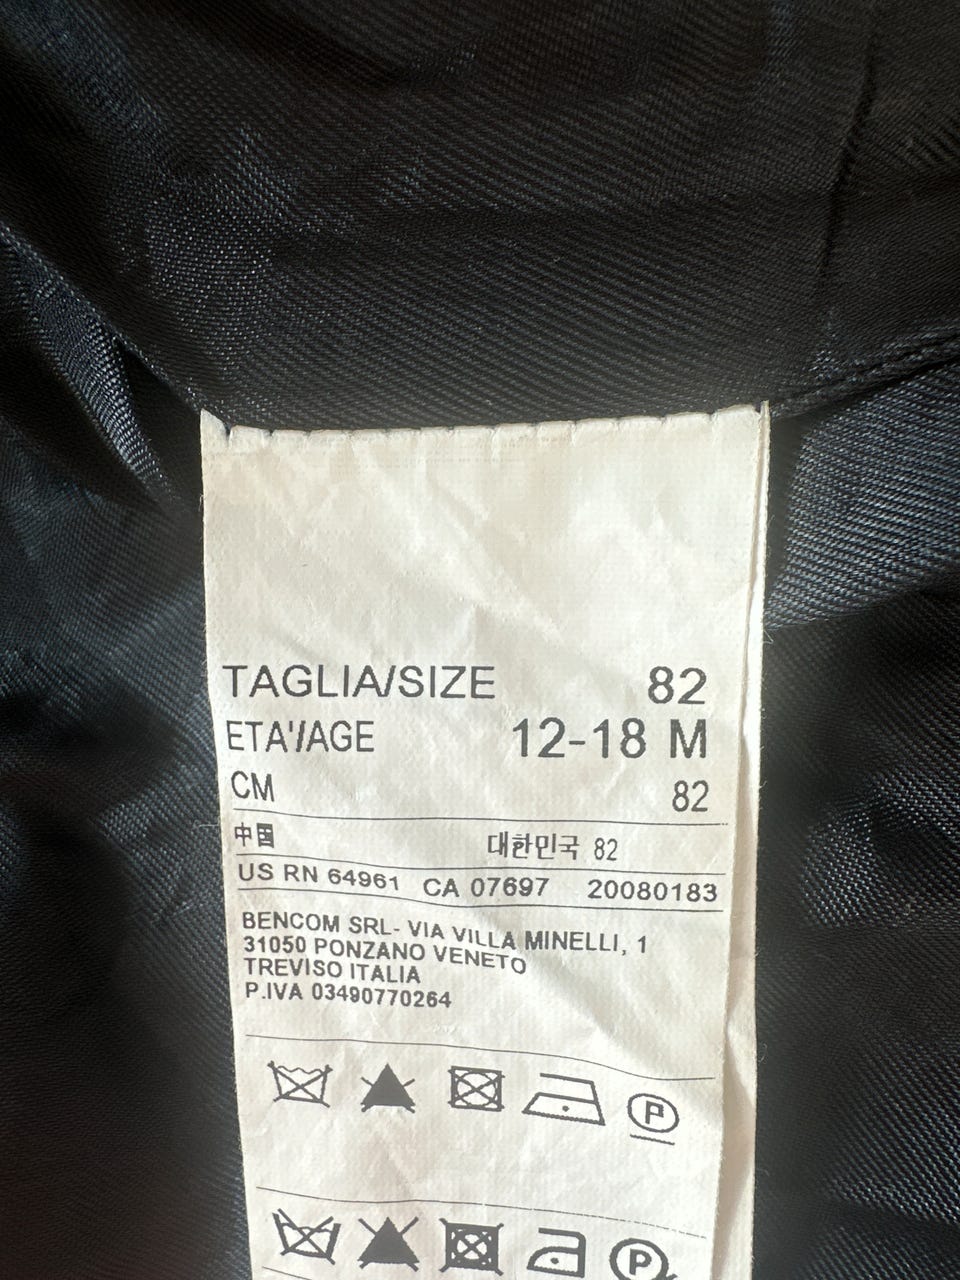 TAGLIA/SIZE 82
ETA'/AGE 12-18 M
CM 82
中国 대한민국 82
US RN 64961 CA 07697 20080183
BENCOM SRL- VIA VILLA MINELLI, 1
31050 PONZANO VENETO
TREVISO ITALIA
P.IVA 03490770264
P
P